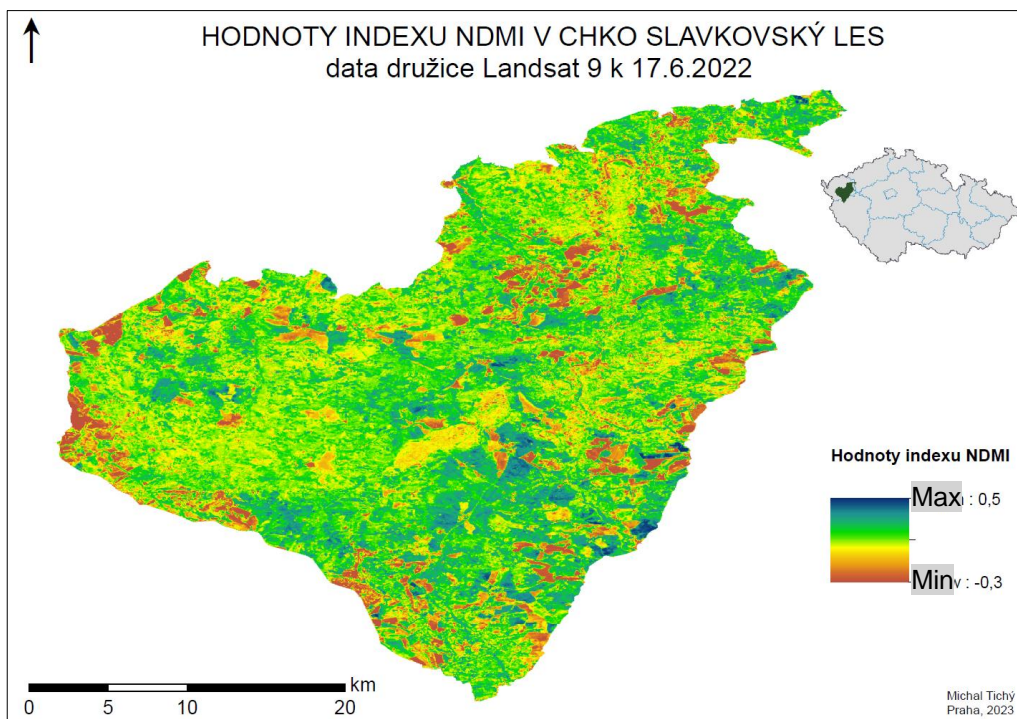 HODNOTY INDEXU NDMI V CHKO SLAVKOVSKÝ LES
data družice Landsat 9 k 17.6.2022
Hodnoty indexu NDMI
Max : 0,5
Min : -0,3
km
0 5 10 20
Michal Tichý
Praha, 2023